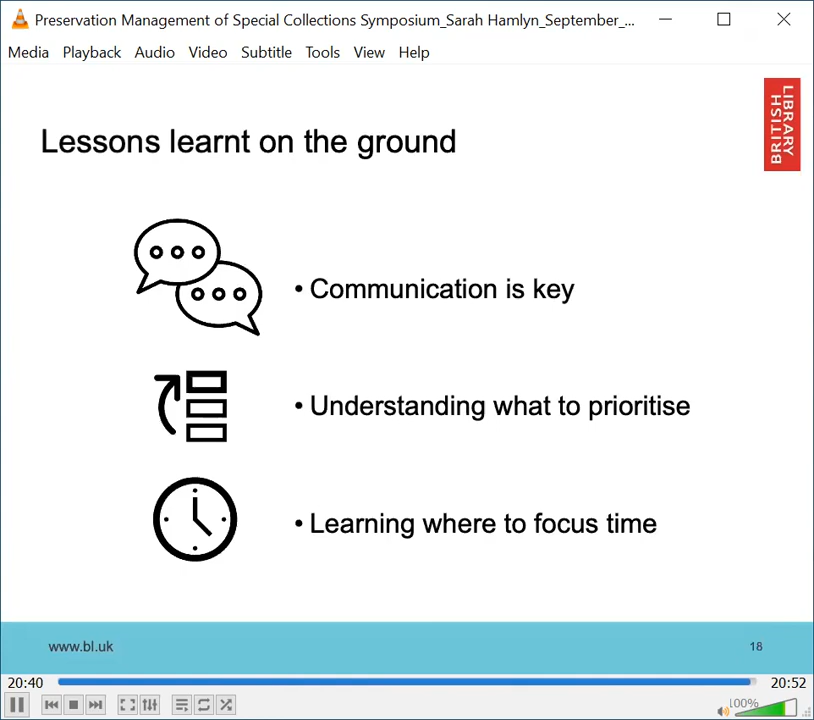 Preservation Management of Special Collections Symposium_Sarah Hamlyn_September_...
Media Playback Audio Video Subtitle Tools View Help
BRITISH
LIBRARY
Lessons learnt on the ground
• Communication is key
• Understanding what to prioritise
• Learning where to focus time
www.bl.uk
18
20:40
20:52
100%